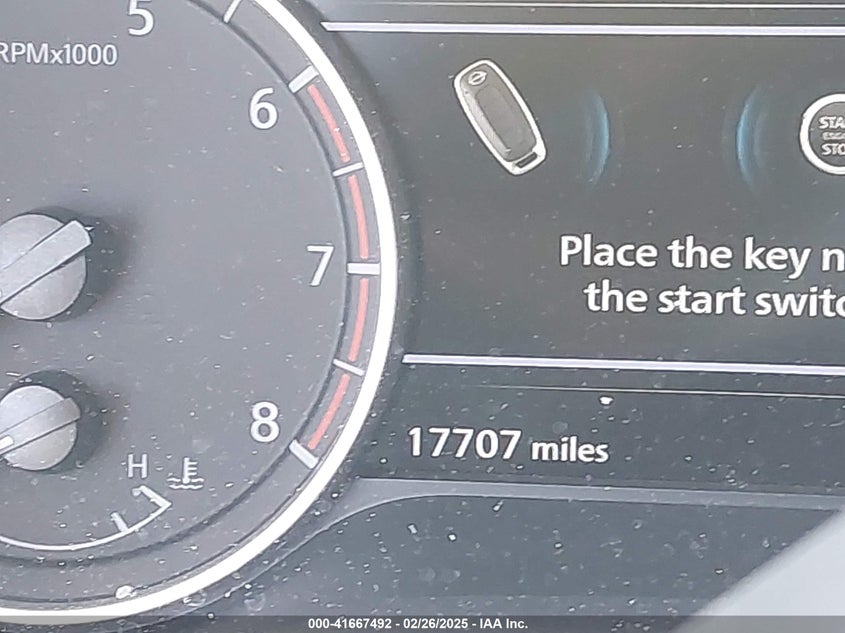 5
RPMx1000
6
7
8
H
Place the key
the start
17707 miles
000-41667492 - 02/26/2025 - IAA Inc.